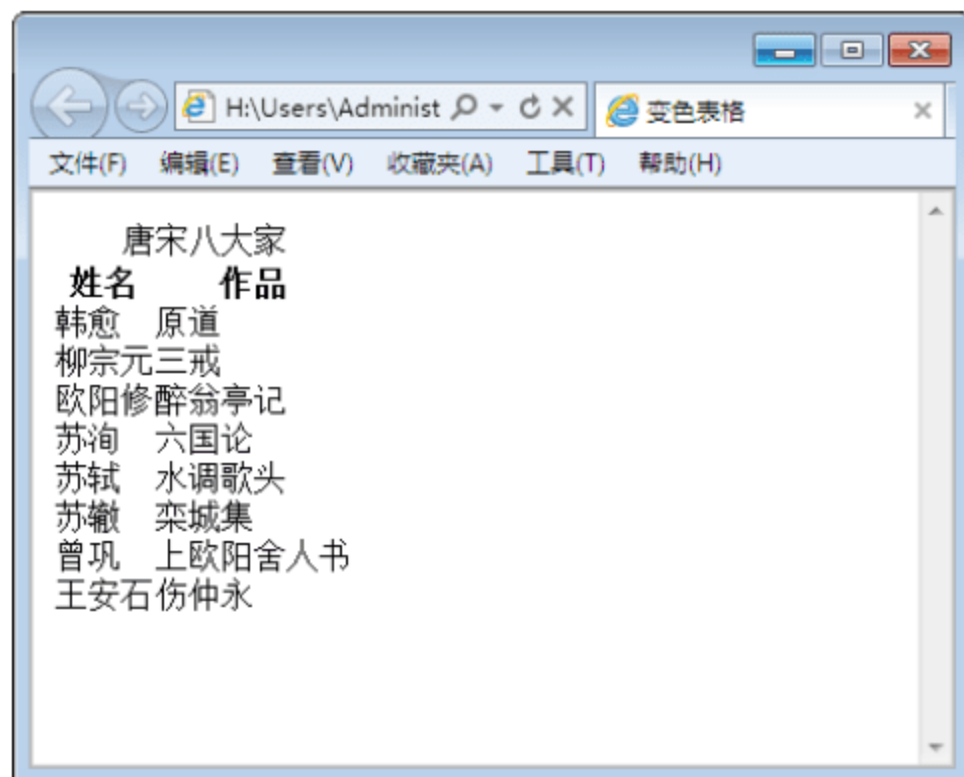 H:\Users\Administ
变色表格
文件(F) 编辑(E) 查看(V) 收藏夹(A) 工具(T) 帮助(H)
唐宋八大家
姓名 作品
韩愈 原道
柳宗元 三戒
欧阳修 醉翁亭记
苏洵 六国论
苏轼 水调歌头
苏辙 栾城集
曾巩 上欧阳舍人书
王安石 伤仲永